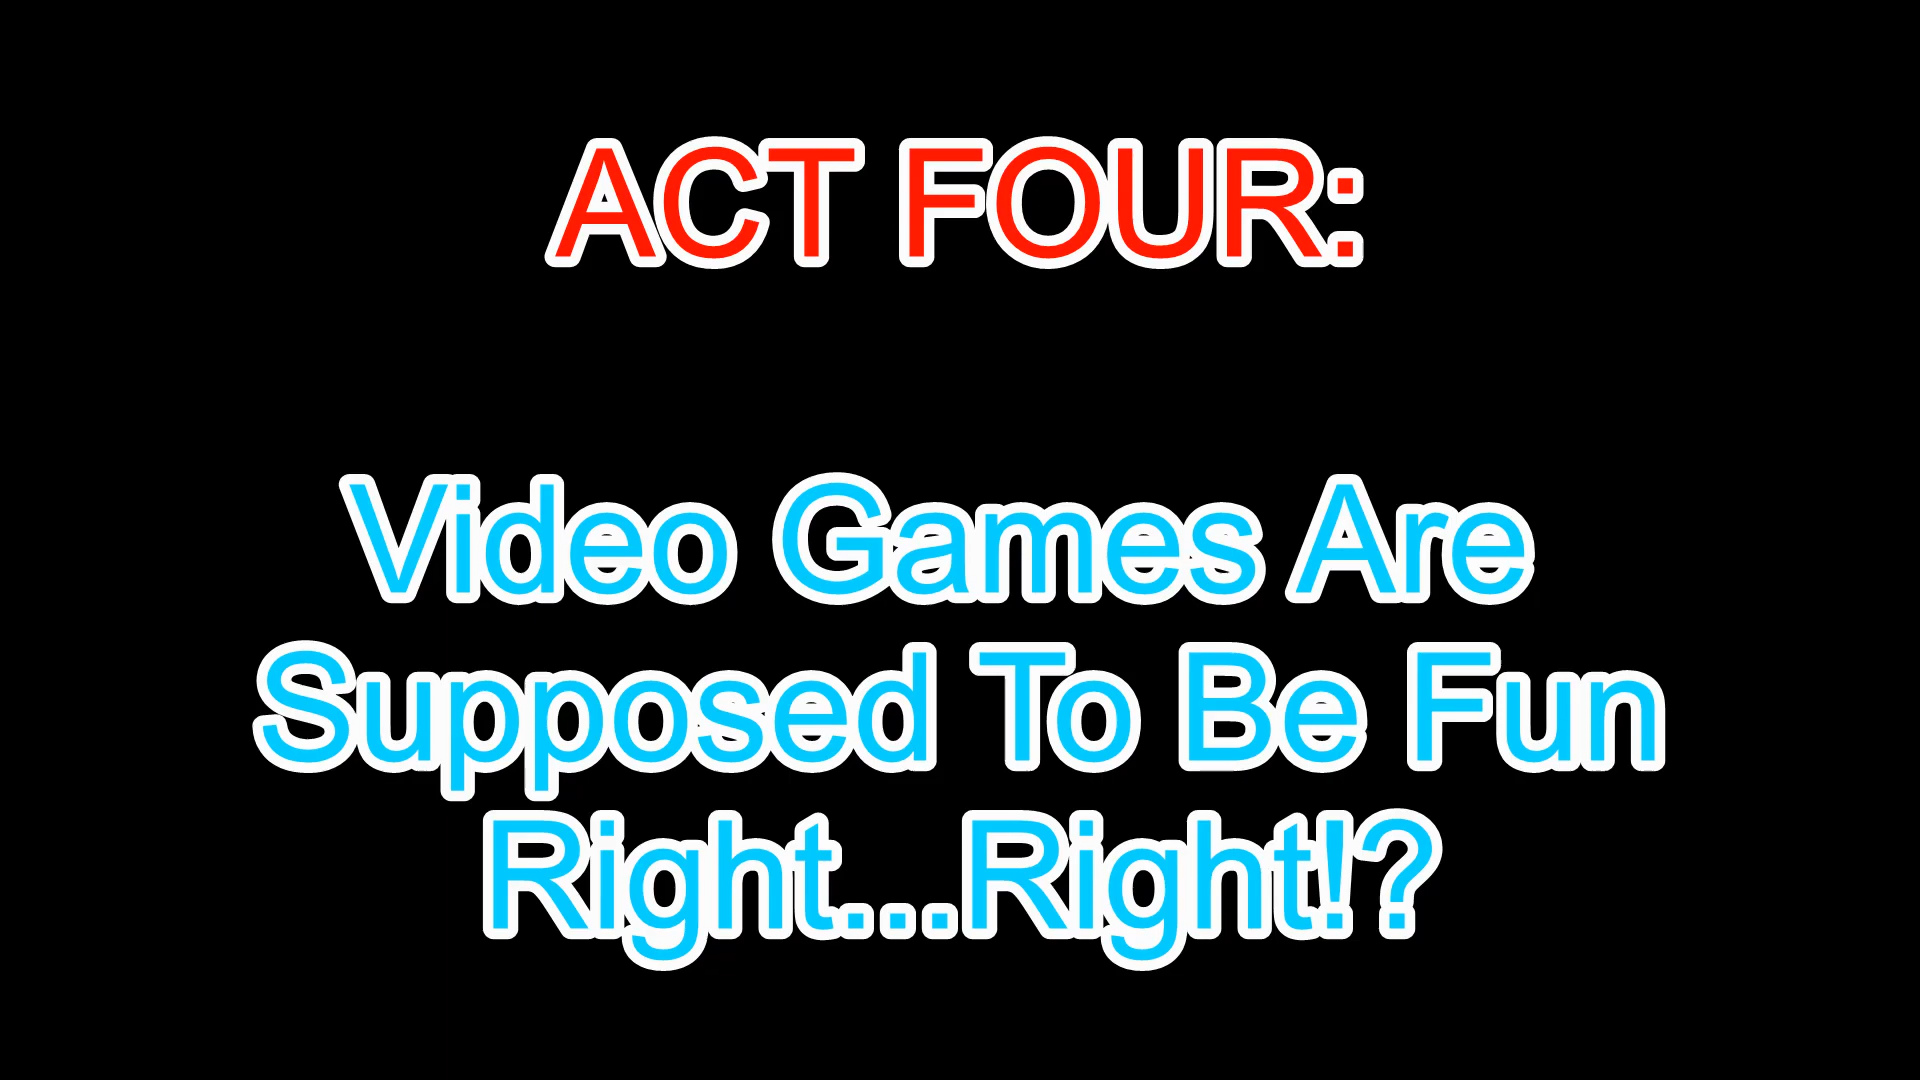 ACT FOUR:
Video Games Are
Supposed To Be Fun
Right...Right!?